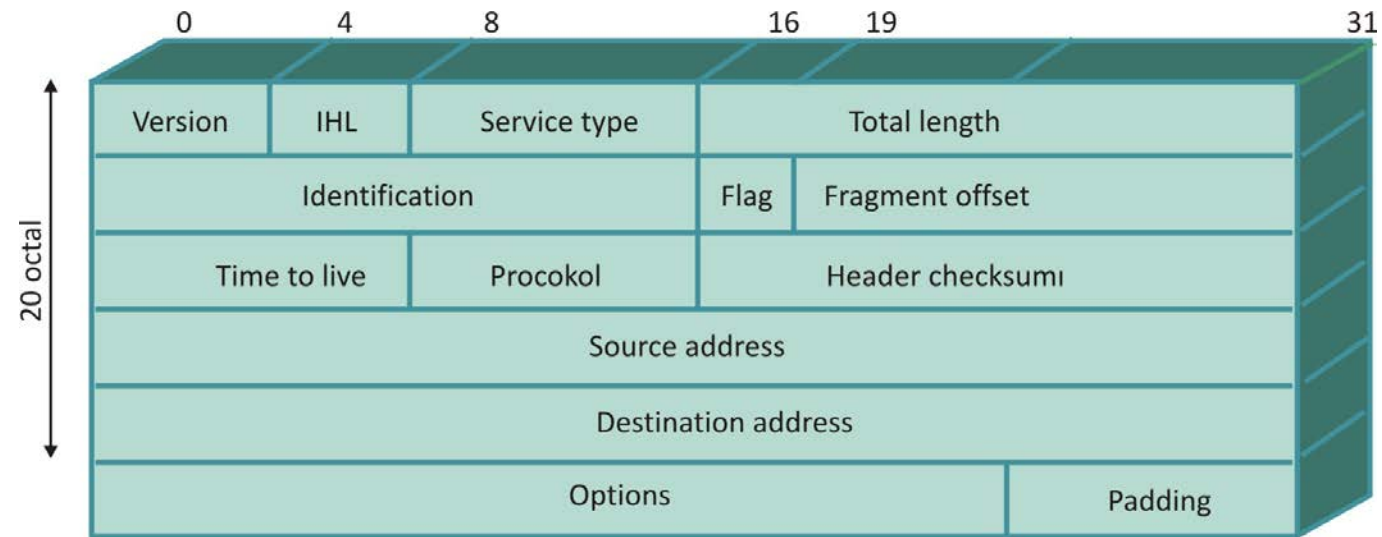 0 4 8 16 19 31
Version IHL Service type Total length
Identification Flag Fragment offset
Time to live Procokol Header checksumı
Source address
Destination address
Options Padding
20 octal